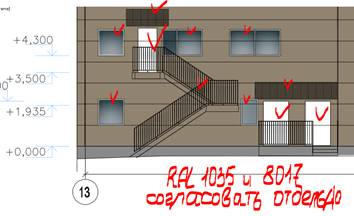 +4,300
+3,500
+1,935
+0,000
13
RAL 1035 и 8017
согласовать отдельно